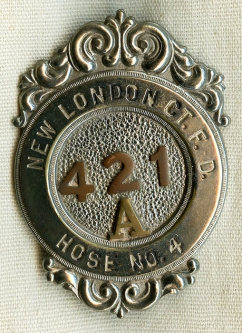 NEW LONDON CT. F. D.
421
A
HOSE NO. 4